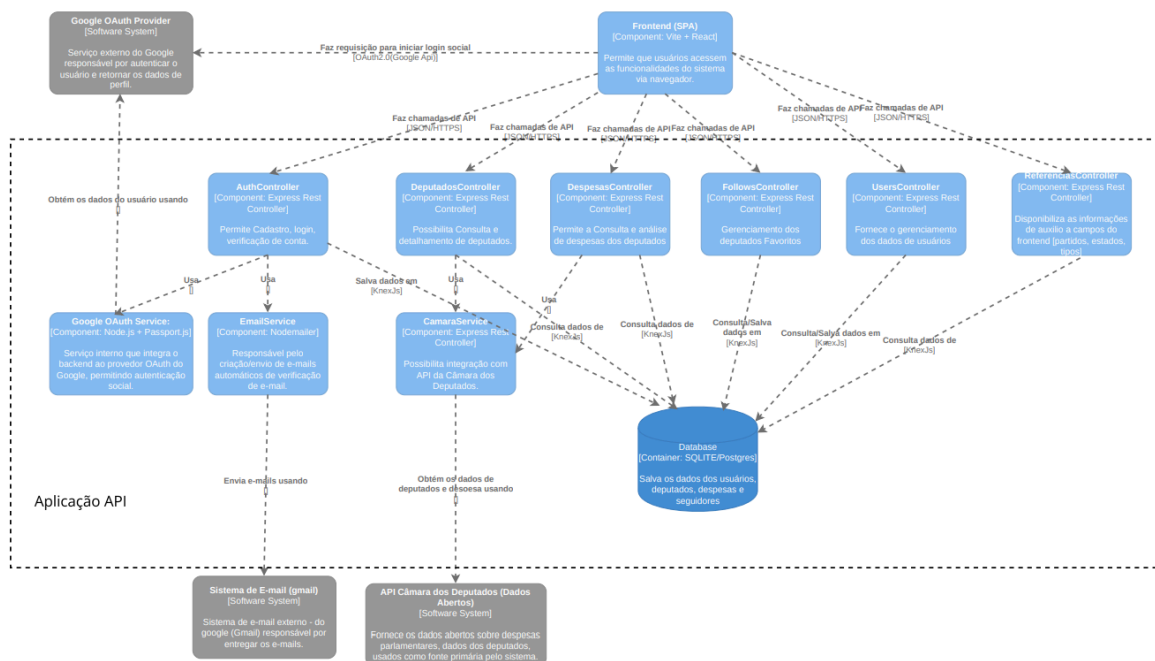 Google OAuth Provider
[Software System]
Serviço externo do Google
responsável por autenticar o
usuário e retornar os dados de
perfil.
Faz requisição para iniciar login social
[OAuth2.0(Google Api)]
Frontend (SPA)
[Component: Vite + React]
Permite que usuários acessem
as funcionalidades do sistema
via navegador.
Faz chamadas de API
[JSON/HTTPS]
Faz chamadas de API
[JSON/HTTPS]
Faz chamadas de API
[JSON/HTTPS]
Faz chamadas de API
[JSON/HTTPS]
Faz chamadas de API
[JSON/HTTPS]
Faz chamadas de API
[JSON/HTTPS]
AuthController
[Component: Express Rest
Controller]
Permite Cadastro, login,
verificação de conta.
DeputadosController
[Component: Express Rest
Controller]
Possibilita Consulta e
detalhamento de deputados.
DespesasController
[Component: Express Rest
Controller]
Permite a Consulta e análise
de despesas dos deputados
FollowsController
[Component: Express Rest
Controller]
Gerenciamento dos
deputados Favoritos
UsersController
[Component: Express Rest
Controller]
Fornece o gerenciamento
dos dados de usuários
ReferenciasController
[Component: Express Rest
Controller]
Disponibiliza as informações
de auxilio a campos do
frontend [partidos, estados,
tipos]
Obtém os dados do usuário usando
[]
Usa
[]
Usa
[]
Salva dados em
[KnexJs]
Usa
[]
Usa
[]
Consulta dados de
[KnexJs]
Consulta dados de
[KnexJs]
Consulta/Salva
dados em
[KnexJs]
Consulta/Salva dados em
[KnexJs]
Consulta dados de
[KnexJs]
Google OAuth Service:
[Component: Node.js + Passport.js]
Serviço interno que integra o
backend ao provedor OAuth do
Google, permitindo autenticação
social.
EmailService
[Component: Nodemailer]
Responsável pelo
criação/envio de e-mails
automáticos de verificação
de e-mail.
CamaraService
[Component: Express Rest
Controller]
Possibilita integração com
API da Câmara dos
Deputados.
Database
[Container: SQLITE/Postgres]
Salva os dados dos usuários,
deputados, despesas e
seguidores
Envia e-mails usando
[]
Obtém os dados de
deputados e desoesa usando
[]
Aplicação API
Sistema de E-mail (gmail)
[Software System]
Sistema de e-mail externo - do
google (Gmail) responsável por
entregar os e-mails.
API Câmara dos Deputados (Dados
Abertos)
[Software System]
Fornece os dados abertos sobre despesas
parlamentares, dados dos deputados,
usados como fonte primária pelo sistema.